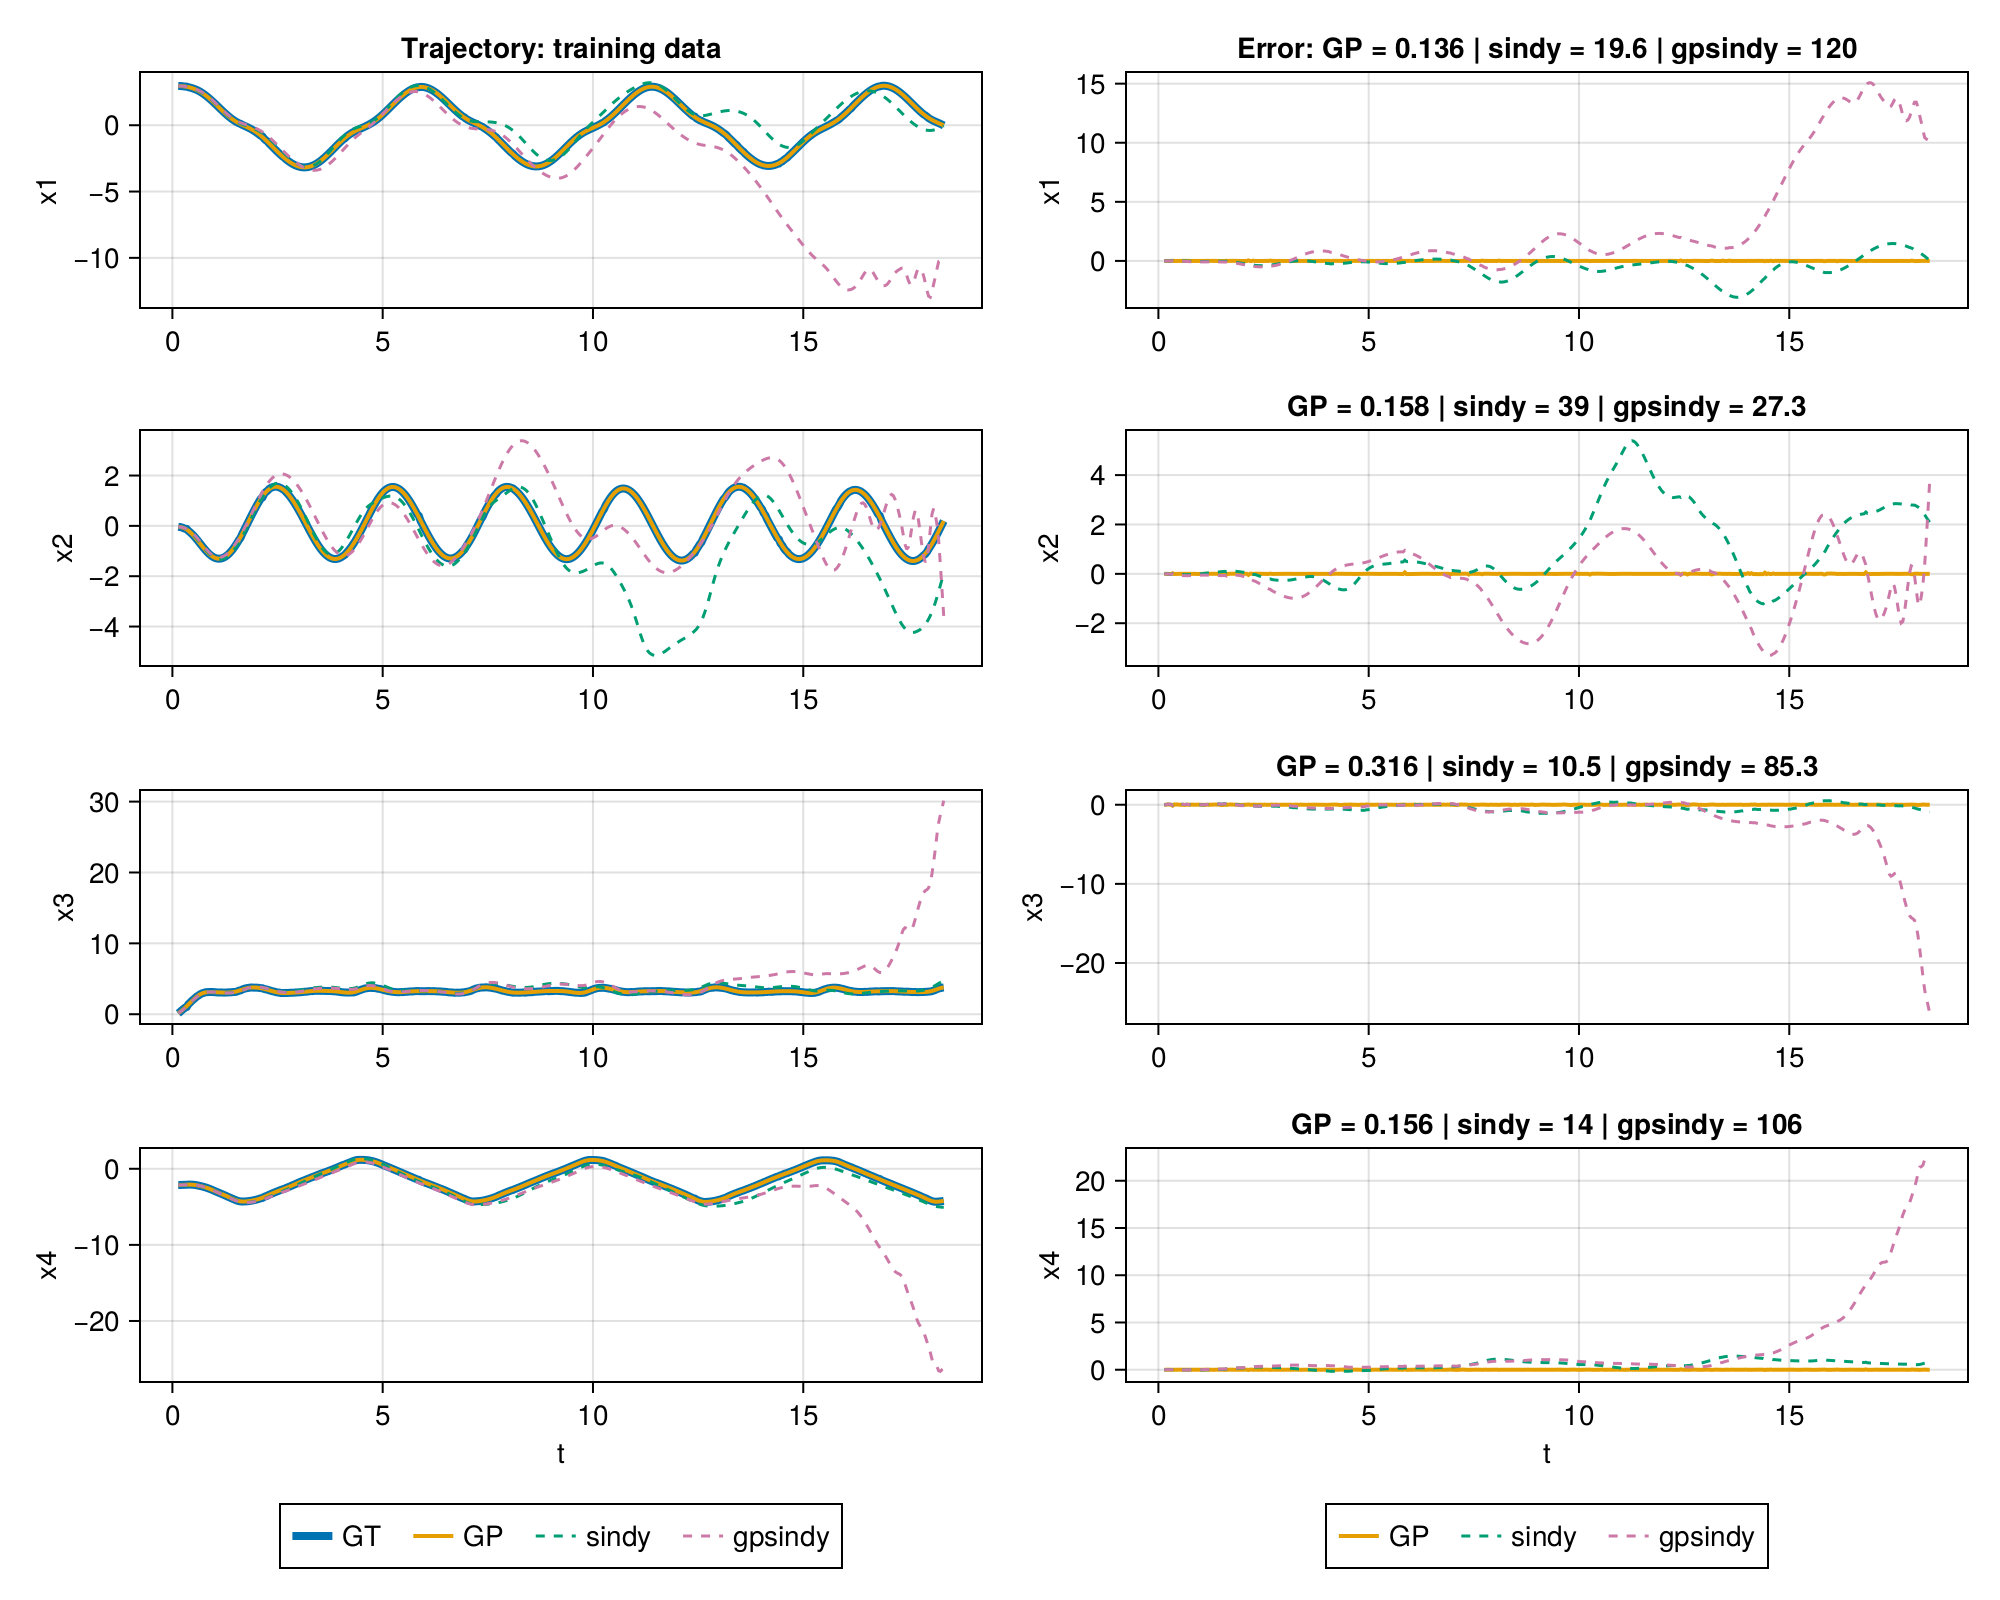 Trajectory: training data
x1
0
−5
−10
0 5 10 15
Error: GP = 0.136 | sindy = 19.6 | gpsindy = 120
x1
15
10
5
0
0 5 10 15
x2
2
0
−2
−4
0 5 10 15
GP = 0.158 | sindy = 39 | gpsindy = 27.3
x2
4
2
0
−2
0 5 10 15
x3
30
20
10
0
0 5 10 15
GP = 0.316 | sindy = 10.5 | gpsindy = 85.3
x3
0
−10
−20
0 5 10 15
x4
0
−10
−20
0 5 10 15
t
GP = 0.156 | sindy = 14 | gpsindy = 106
x4
20
15
10
5
0
0 5 10 15
t
GT GP sindy gpsindy
GP sindy gpsindy